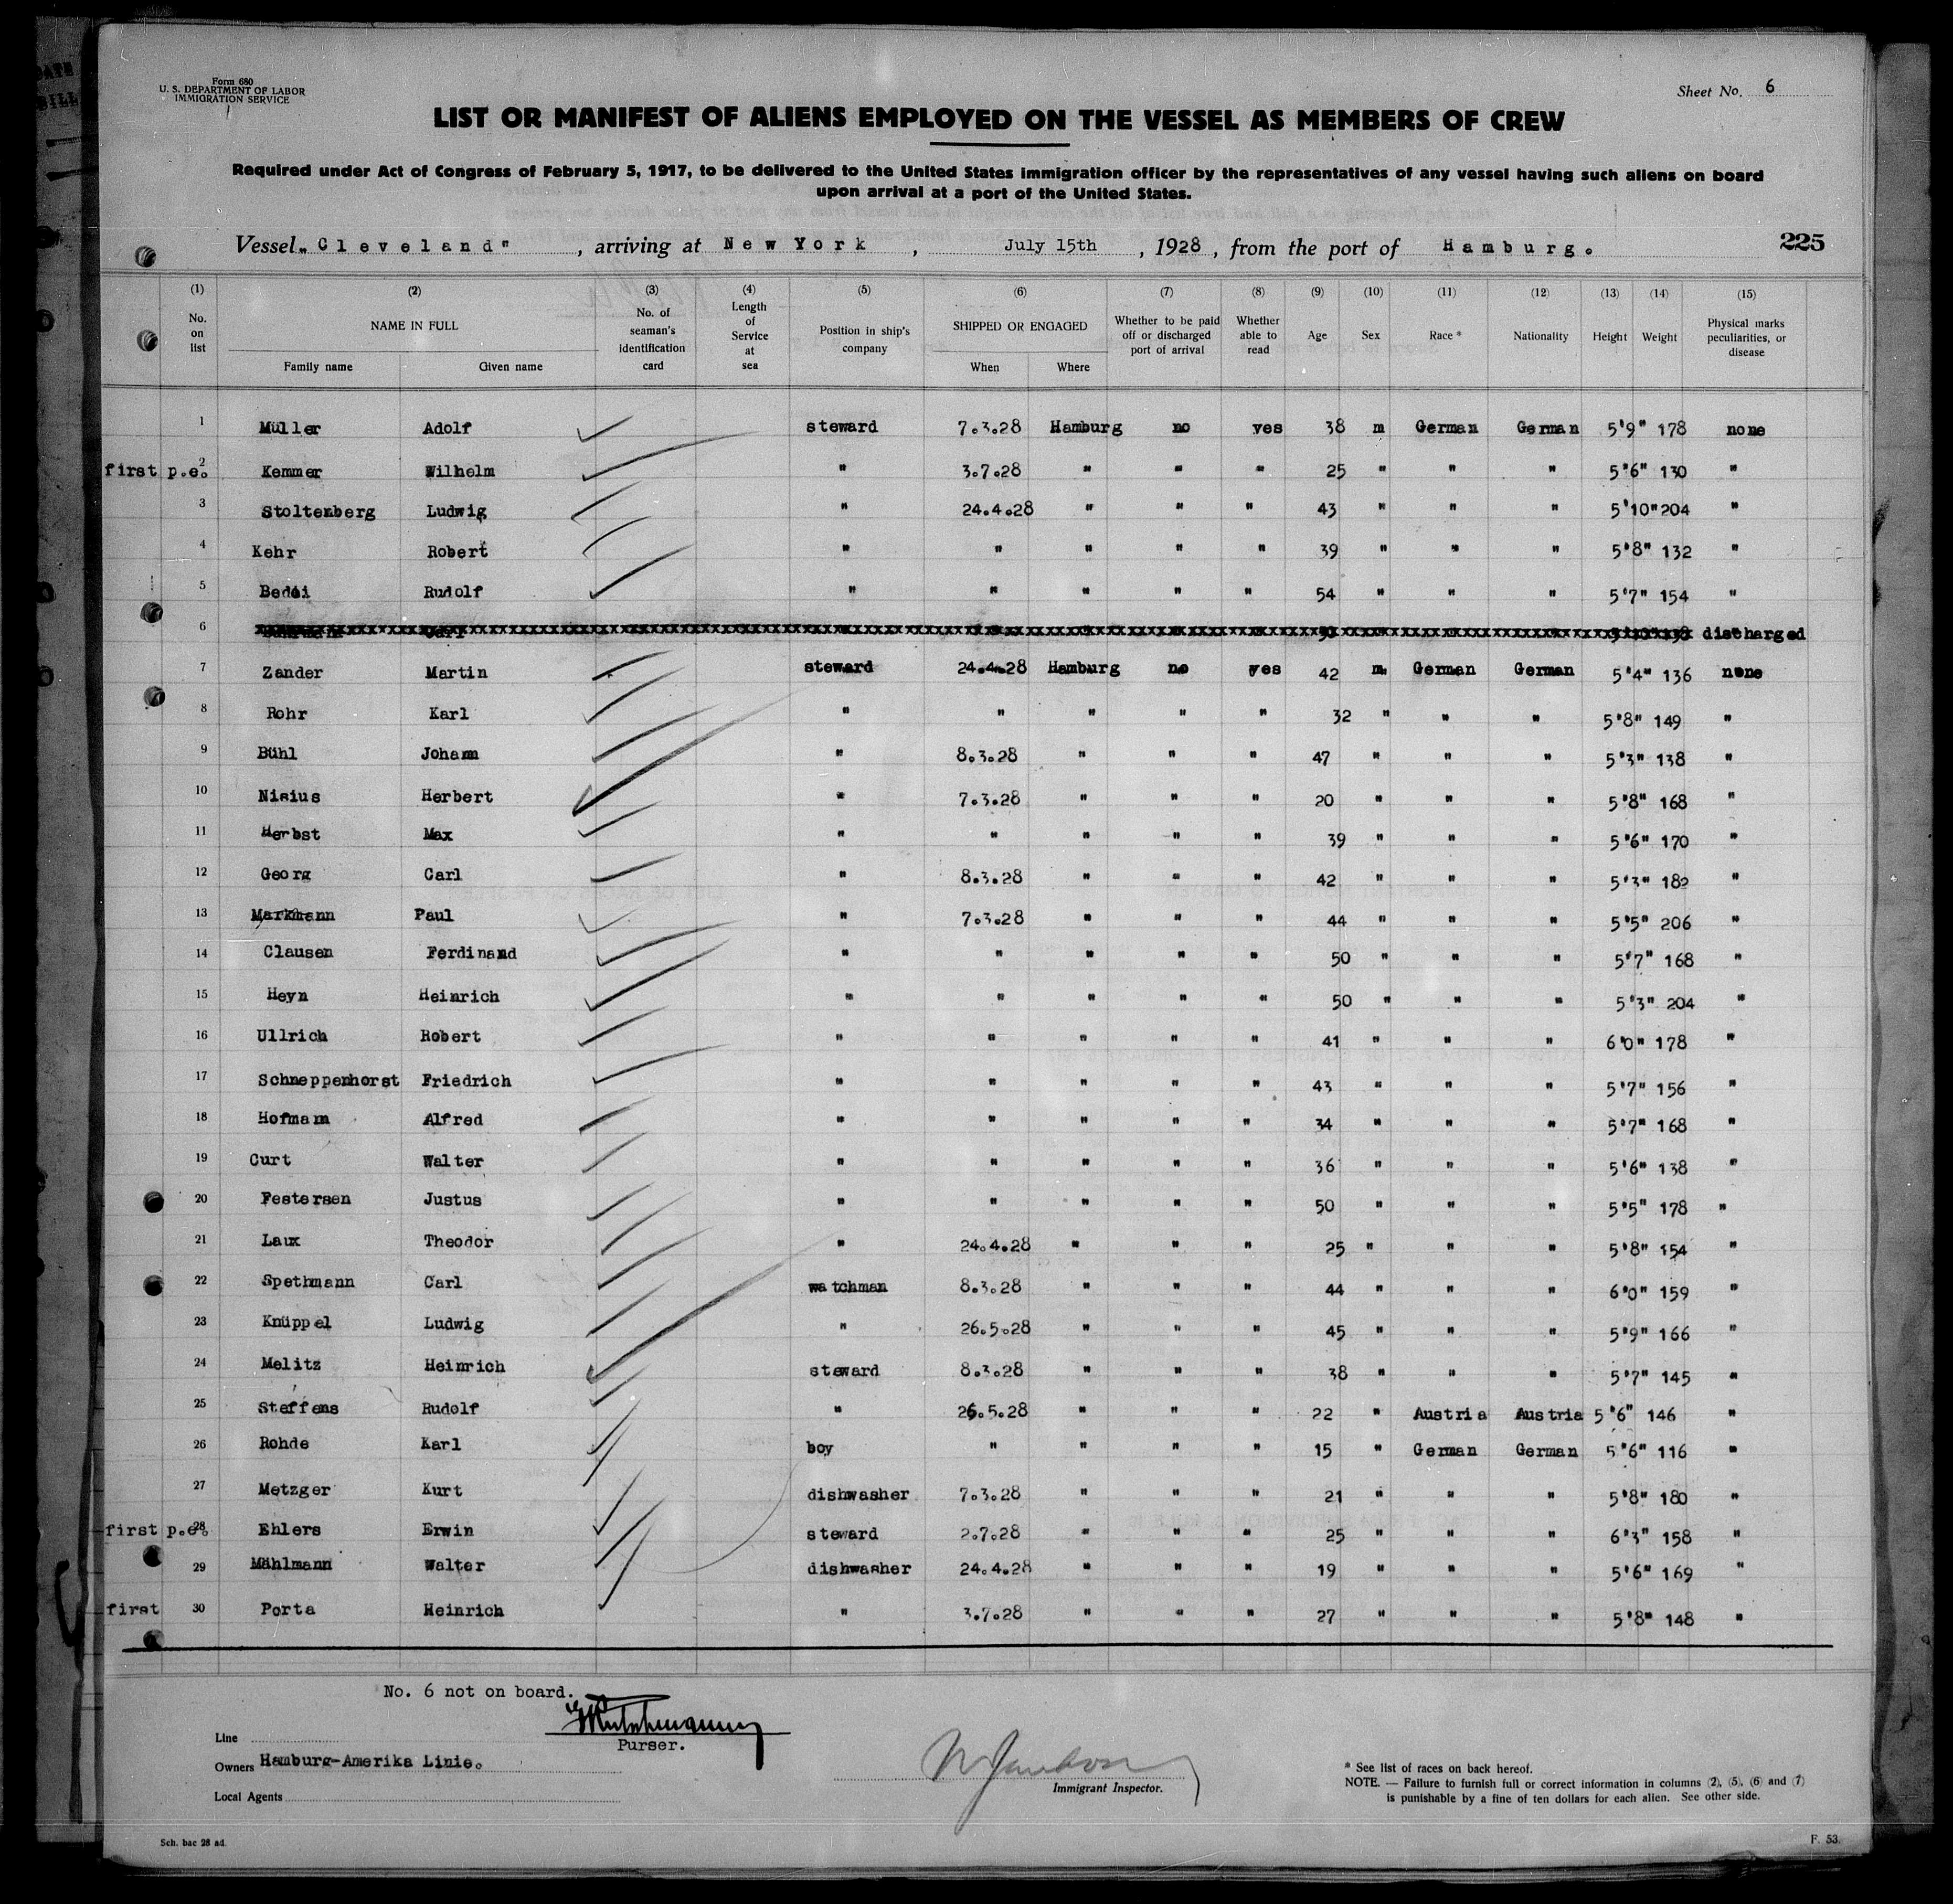 Form 680
U. S. DEPARTMENT OF LABOR
IMMIGRATION SERVICE
Sheet No. 6
LIST OR MANIFEST OF ALIENS EMPLOYED ON THE VESSEL AS MEMBERS OF CREW
Required under Act of Congress of February 5, 1917, to be delivered to the United States immigration officer by the representatives of any vessel having such aliens on board
upon arrival at a port of the United States.
Vessel „Cleveland" , arriving at New York , July 15th , 1928 , from the port of Hamburg. 225
(1) (2) (3) (4) (5) (6) (7) (8) (9) (10) (11) (12) (13) (14) (15)
No. on list NAME IN FULL Family name Given name No. of seaman's identification card Length of Service at sea Position in ship's company SHIPPED OR ENGAGED When Where Whether to be paid off or discharged port of arrival Whether able to read Age Sex Race * Nationality Height Weight Physical marks peculiarities, or disease
1 Müller Adolf steward 7.3.28 Hamburg no yes 38 m German German 5'9" 178 none
first p.e. 2 Kemmer Wilhelm " 3.7.28 " " " 25 " " " 5'6" 130 "
3 Stoltenberg Ludwig " 24.4.28 " " " 43 " " " 5'10" 204 "
4 Kehr Robert " " " " " 39 " " " 5'8" 132 "
5 Rudolf " " " " " 54 " " " 5'7" 154 "
6 discharged
7 Zander Martin steward 24.4.28 Hamburg no yes 42 m German German 5'4" 136 none
8 Rohr Karl " " " " " 32 " " " 5'8" 149 "
9 Bühl Johann " 8.3.28 " " " 47 " " " 5'3" 138 "
10 Nisius Herbert " 7.3.28 " " " 20 " " " 5'8" 168 "
11 Herbst Max " " " " " 39 " " " 5'6" 170 "
12 Georg Carl " 8.3.28 " " " 42 " " " 5'3" "
13 Markmann Paul " 7.3.28 " " " 44 " " " 5'5" 206 "
14 Clausen Ferdinand " " " " " 50 " " " 5'7" 168 "
15 Heyn Heinrich " " " " " 50 " " " 5'3" 204 "
16 Ullrich Robert " " " " " 41 " " " 6'0" 178 "
17 Schneppenhorst Friedrich " " " " " 43 " " " 5'7" 156 "
18 Hofmann Alfred " " " " " 34 " " " 5'7" 168 "
19 Curt Walter " " " " " 36 " " " 5'6" 138 "
20 Festersen Justus " " " " " 50 " " " 5'5" 178 "
21 Laux Theodor " 24.4.28 " " " 25 " " " 5'8" 154 "
22 Spethmann Carl watchman 8.3.28 " " " 44 " " " 6'0" 159 "
23 Knüppel Ludwig " 26.5.28 " " " 45 " " " 5'9" 166 "
24 Melitz Heinrich steward 8.3.28 " " " 38 " " " 5'7" 145 "
25 Steffens Rudolf " 26.5.28 " " " 22 " Austria Austria 5'6" 146 "
26 Rohde Karl boy " " " " 15 " German German 5'6" 116 "
27 Metzger Kurt dishwasher 7.3.28 " " " 21 " " " 5'8" 180 "
first p.e. 28 Ehlers Erwin steward 2.7.28 " " " 25 " " " 6'3" 158 "
29 Mählmann Walter dishwasher 24.4.28 " " " 19 " " " 5'6" 169 "
first 30 Porta Heinrich " 3.7.28 " " " 27 " " " 5'8" 148 "
No. 6 not on board.
Line
Purser.
Owners Hamburg-Amerika Linie.
Local Agents
Immigrant Inspector.
* See list of races on back hereof.
NOTE. — Failure to furnish full or correct information in columns (2), (5), (6) and (7)
is punishable by a fine of ten dollars for each alien. See other side.
Sch. bac 28 ad.
F. 53.